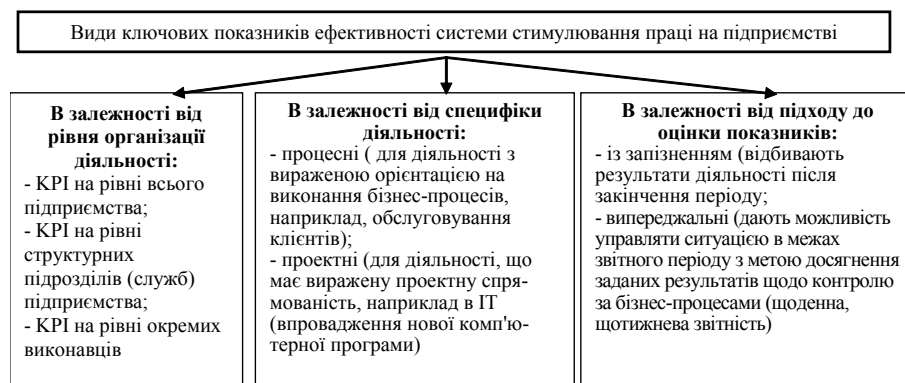 Види ключових показників ефективності системи стимулювання праці на підприємстві
В залежності від
рівня організації
діяльності:
- KPI на рівні всього
підприємства;
- KPI на рівні
структурних
підрозділів (служб)
підприємства;
- KPI на рівні окремих
виконавців
В залежності від специфіки
діяльності:
- процесні ( для діяльності з
вираженою орієнтацією на
виконання бізнес-процесів,
наприклад, обслуговування
клієнтів);
- проектні (для діяльності, що
має виражену проектну спря-
мованість, наприклад в ІТ
(впровадження нової комп'ю-
терної програми)
В залежності від підходу до
оцінки показників:
- із запізненням (відбивають
результати діяльності після
закінчення періоду;
- випереджальні (дають можливість
управляти ситуацією в межах
звітного періоду з метою досягнення
заданих результатів щодо контролю
за бізнес-процесами (щоденна,
щотижнева звітність)